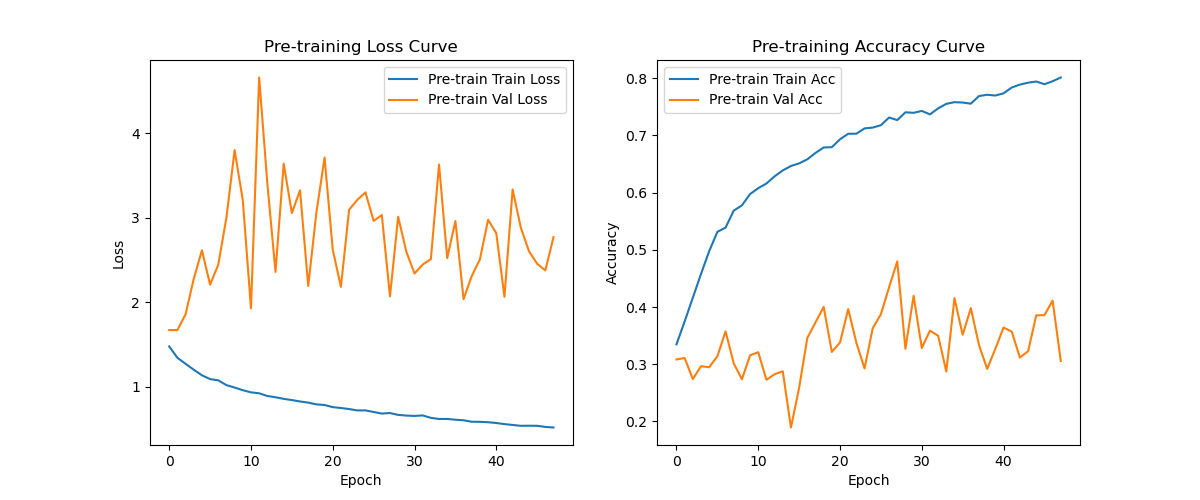 Pre-training Loss Curve
Pre-train Train Loss
Pre-train Val Loss
4
3
2
1
Loss
0
10
20
30
40
Epoch
Pre-training Accuracy Curve
Pre-train Train Acc
Pre-train Val Acc
0.8
0.7
0.6
0.5
0.4
0.3
0.2
Accuracy
0
10
20
30
40
Epoch